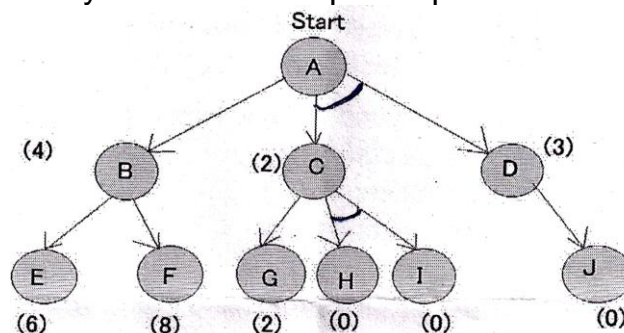 Start
A
(4) B (2) C D (3)
E F G H I J
(6) (8) (2) (0) (0) (0)